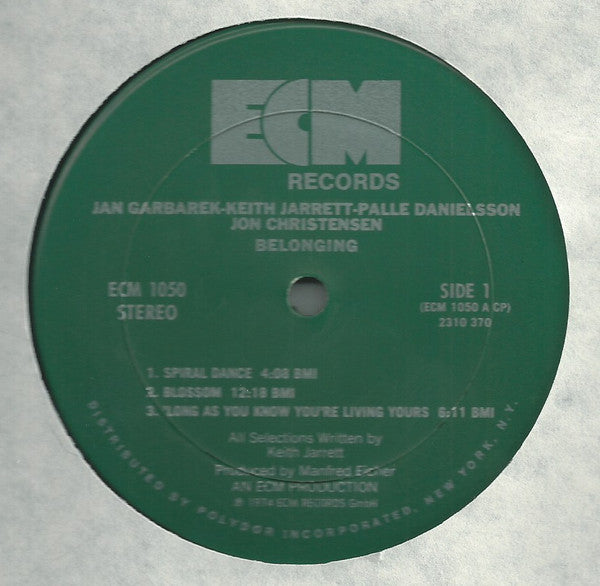 ECM
RECORDS
JAN GARBAREK-KEITH JARRETT-PALLE DANIELSSON
JON CHRISTENSEN
BELONGING
ECM 1050
STEREO
SIDE 1
(ECM 1050 A CP)
2310 370
1. SPIRAL DANCE 4:08 BMI
2. BLOSSOM 12:18 BMI
3. 'LONG AS YOU KNOW YOU'RE LIVING YOURS 6:11 BMI
All Selections Written by
Keith Jarrett
Produced by Manfred Eicher
AN ECM PRODUCTION
℗ 1974 ECM RECORDS GmbH
DISTRIBUTED BY POLYDOR INCORPORATED, NEW YORK, N.Y.